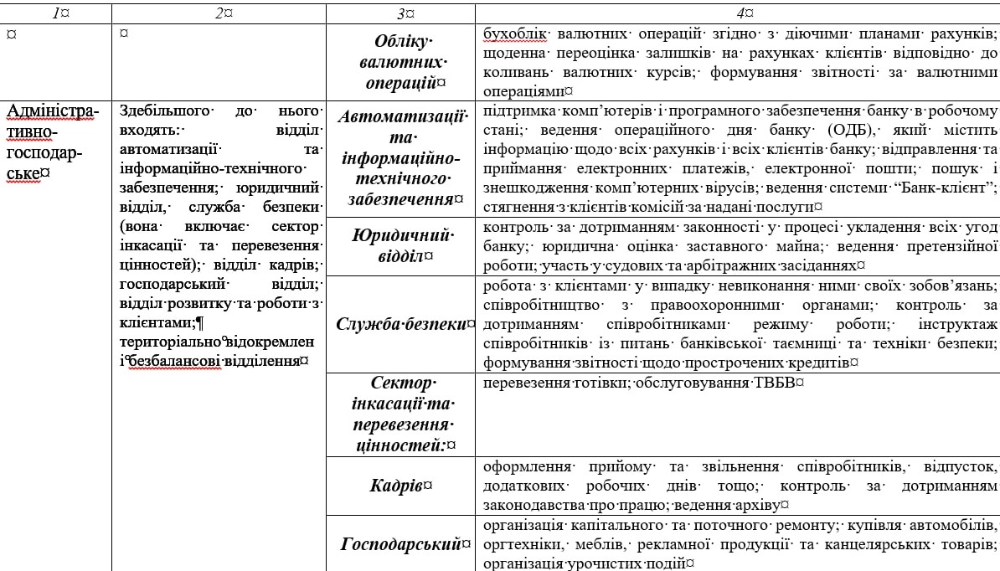 1¤
2¤
3¤
4¤
¤
¤
Обліку·
валютних·
операцій¤
бухоблік· валютних· операцій· згідно· з· діючими· планами· рахунків;·
щоденна· переоцінка· залишків· на· рахунках· клієнтів· відповідно· до·
коливань· валютних· курсів;· формування· звітності· за· валютними·
операціями¤
Адміністра-
тивно-
господар-
ське¤
Здебільшого· до· нього·
входять:· відділ·
автоматизації· та·
інформаційно-технічного·
забезпечення;· юридичний·
відділ,· служба· безпеки·
(вона· включає· сектор·
інкасації· та· перевезення·
цінностей);· відділ· кадрів;·
господарський· відділ;·
відділ·розвитку·та·роботи·з·
клієнтами;¶
територіально°відокремлен
і°безбалансові·відділення¤
Автоматизації·
та·
інформаційно-
технічного·
забезпечення¤
підтримка·комп’ютерів·і·програмного·забезпечення·банку·в·робочому·
стані;· ведення· операційного· дня· банку· (ОДБ),· який· містить·
інформацію·щодо·всіх·рахунків·і·всіх·клієнтів·банку;·відправлення·та·
приймання· електронних· платежів,· електронної· пошти;· пошук· і·
знешкодження·комп’ютерних·вірусів;·ведення·системи·“Банк-клієнт”;·
стягнення·з·клієнтів·комісій·за·надані·послуги¤
Юридичний·
відділ¤
контроль· за· дотриманням· законності· у· процесі· укладення· всіх· угод·
банку;· юридична· оцінка· заставного· майна;· ведення· претензійної·
роботи;·участь·у·судових·та·арбітражних·засіданнях¤
Служба·безпеки¤
робота· з· клієнтами· у· випадку· невиконання· ними· своїх· зобов’язань;·
співробітництво· з· правоохоронними· органами;· контроль· за·
дотриманням· співробітниками· режиму· роботи;· інструктаж·
співробітників· із· питань· банківської· таємниці· та· техніки· безпеки;·
формування·звітності·щодо·прострочених·кредитів¤
Сектор·
інкасації·та·
перевезення·
цінностей:¤
перевезення·готівки;·обслуговування·ТВБВ¤
Кадрів¤
оформлення· прийому· та· звільнення· співробітників,· відпусток,·
додаткових· робочих· днів· тощо;· контроль· за· дотриманням·
законодавства·про·працю;·ведення·архіву¤
Господарський¤
організація· капітального· та· поточного· ремонту;· купівля· автомобілів,·
оргтехніки,· меблів,· рекламної· продукції· та· канцелярських· товарів;·
організація·урочистих·подій¤